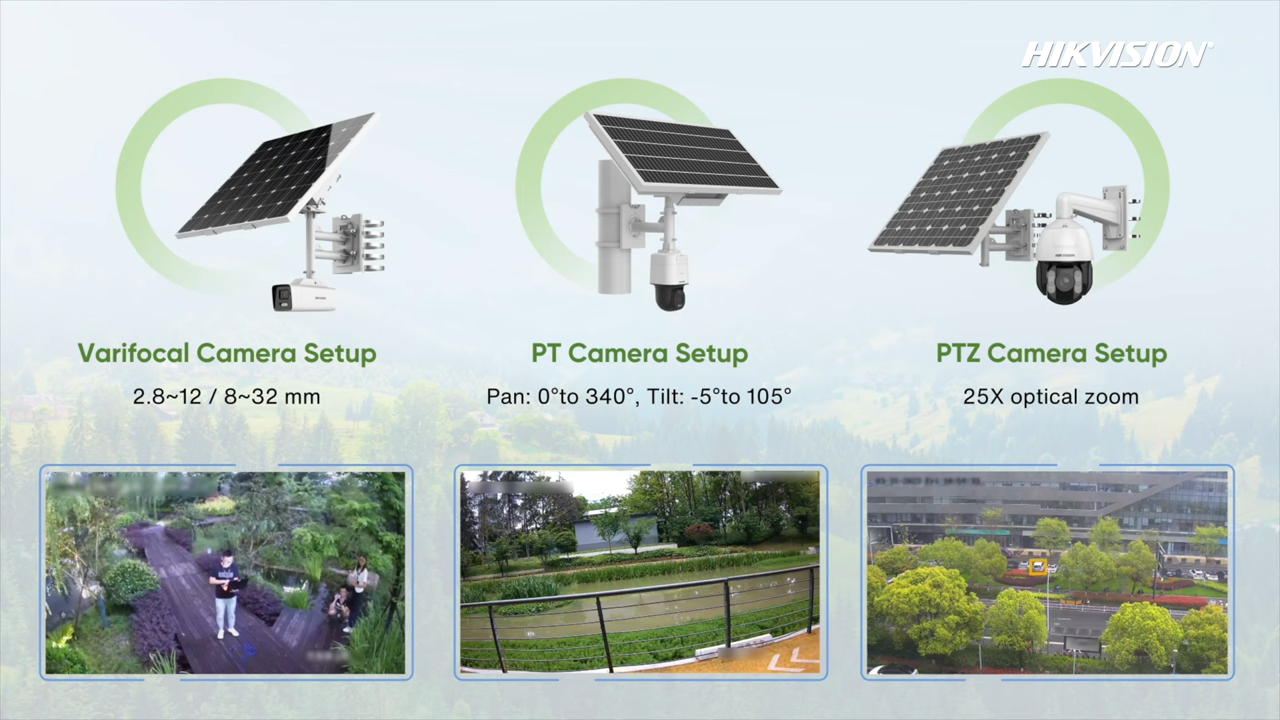 HIKVISION
Varifocal Camera Setup
2.8~12 / 8~32 mm
PT Camera Setup
Pan: 0°to 340°, Tilt: -5°to 105°
PTZ Camera Setup
25X optical zoom